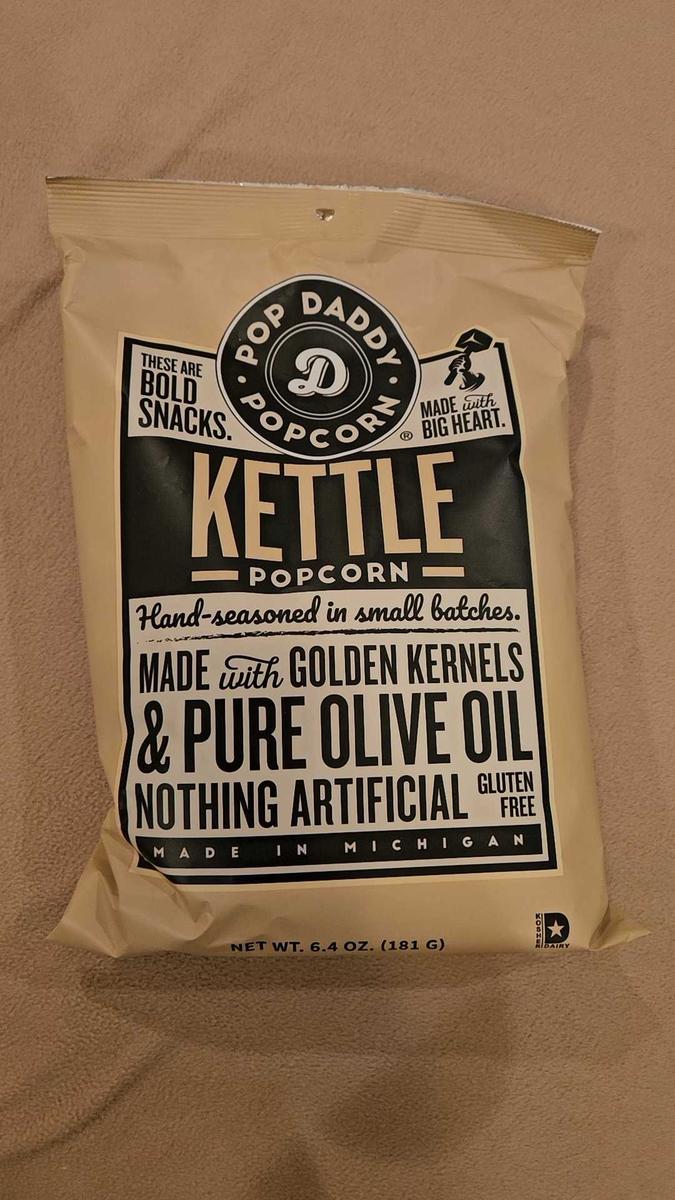 POP DADDY
POPCORN
D
®
THESE ARE
BOLD
SNACKS.
MADE with
BIG HEART.
KETTLE
POPCORN
Hand-seasoned in small batches.
MADE with GOLDEN KERNELS
& PURE OLIVE OIL
NOTHING ARTIFICIAL
GLUTEN
FREE
MADE IN MICHIGAN
NET WT. 6.4 OZ. (181 G)
KOSHER
D
DAIRY